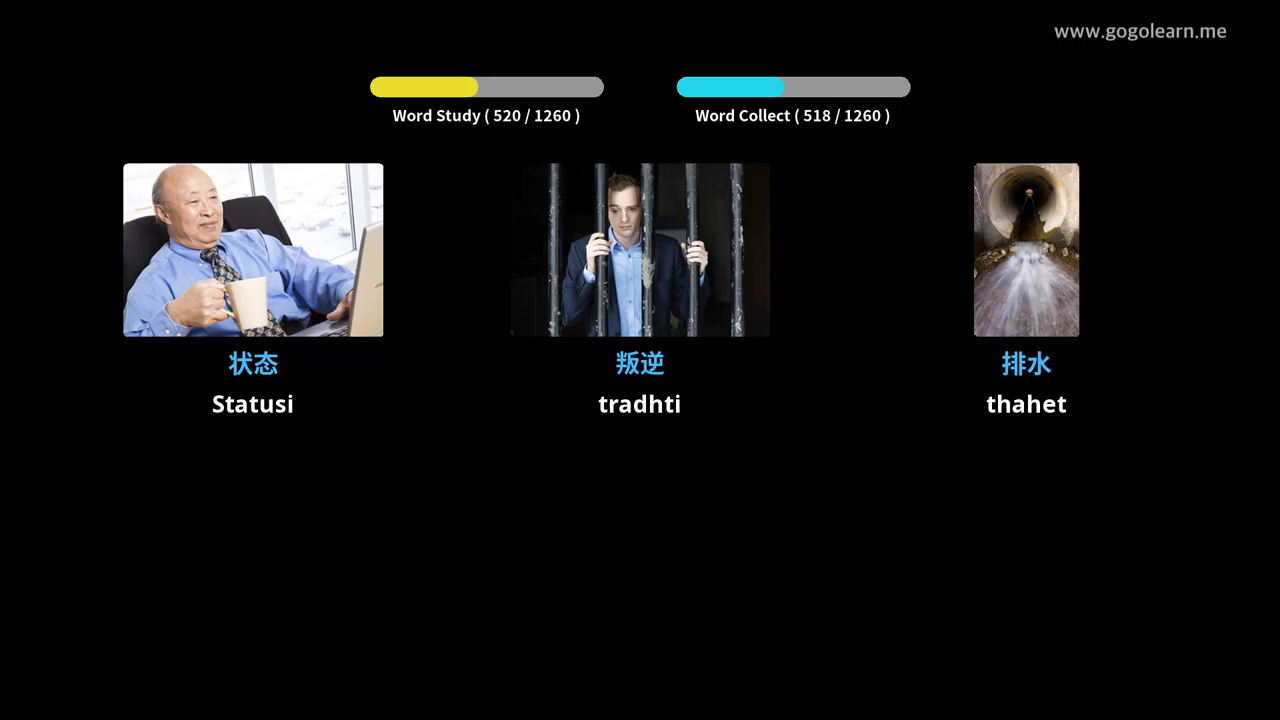 www.gogolearn.me
Word Study ( 520 / 1260 )
Word Collect ( 518 / 1260 )
状态
叛逆
排水
Statusi
tradhti
thahet